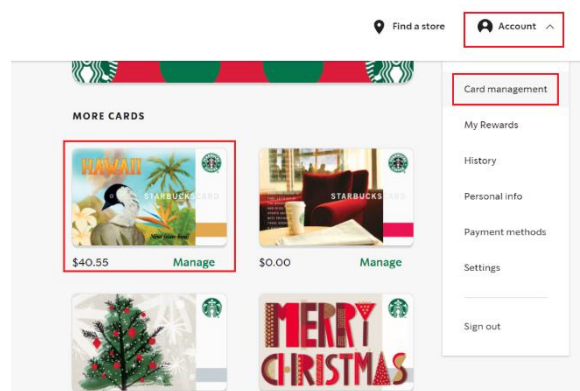 Find a store
Account
Card management
My Rewards
History
Personal info
Payment methods
Settings
Sign out
MORE CARDS
HAWAII
STARBUCKS CARD
$40.55
Manage
STARBUCKS CARD
$0.00
Manage
MERRY
CHRISTMAS